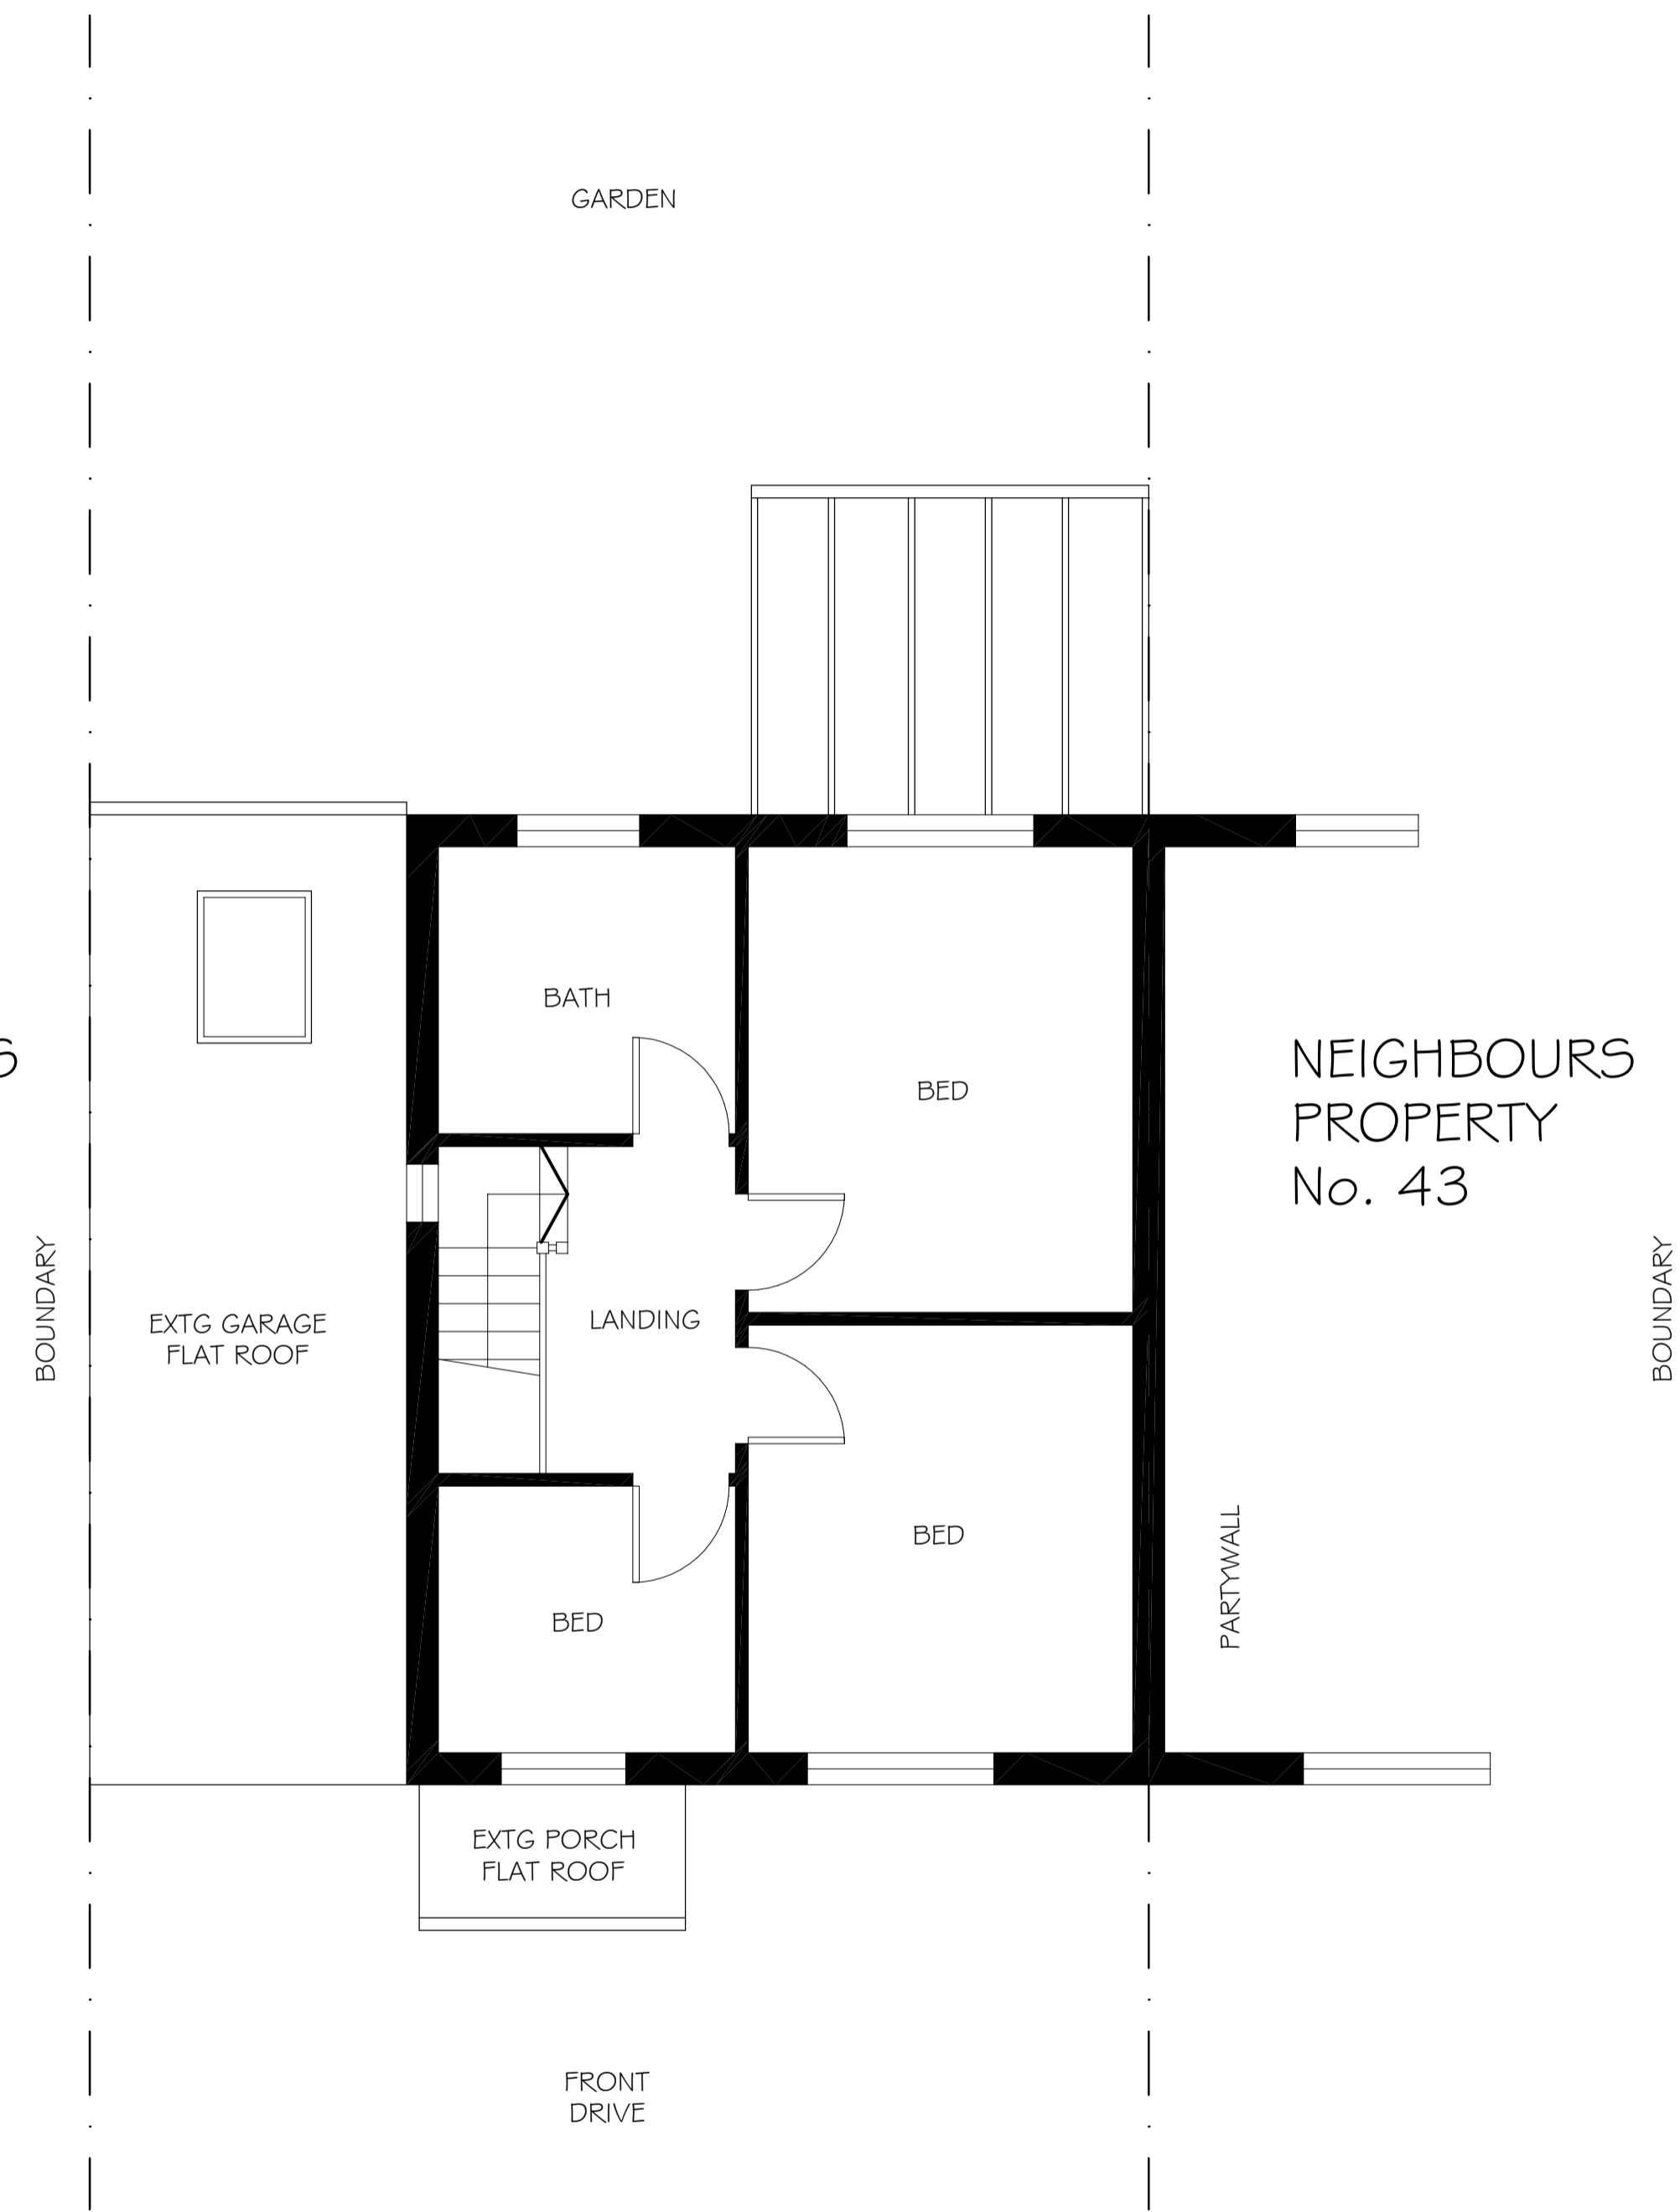 GARDEN
BATH
BED
NEIGHBOURS
PROPERTY
No. 43
S
BOUNDARY
EXTG GARAGE
FLAT ROOF
LANDING
BOUNDARY
BED
BED
PARTYWALL
EXTG PORCH
FLAT ROOF
FRONT
DRIVE